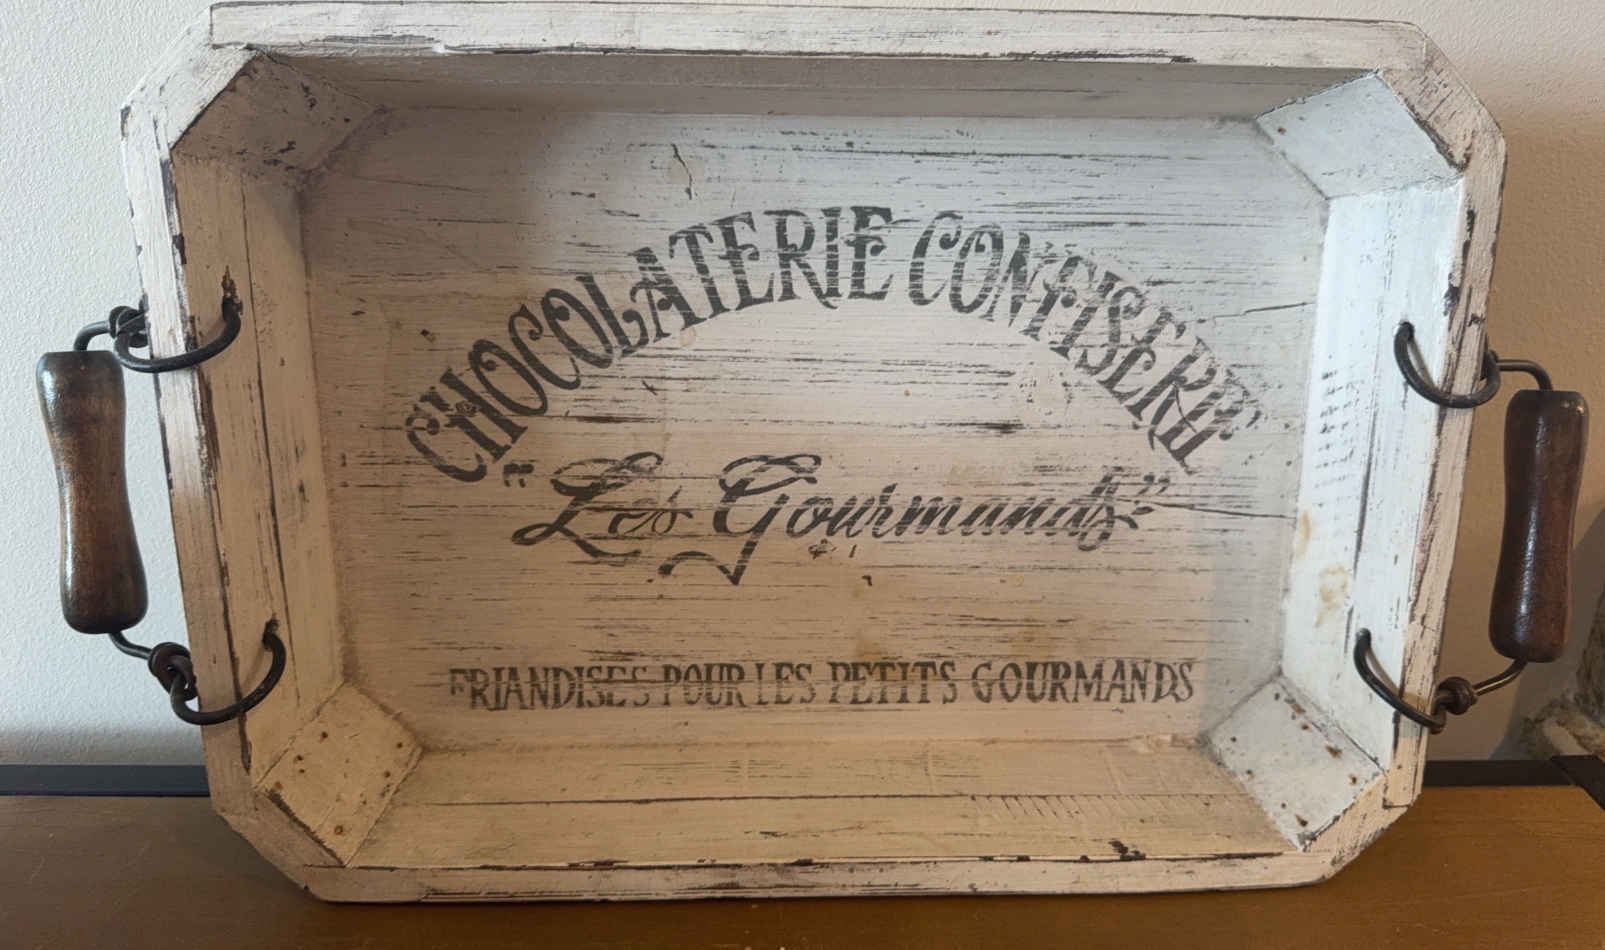 CHOCOLATERIE CONFISERIE
"Les Gourmands"
FRIANDISES POUR LES PETITS GOURMANDS